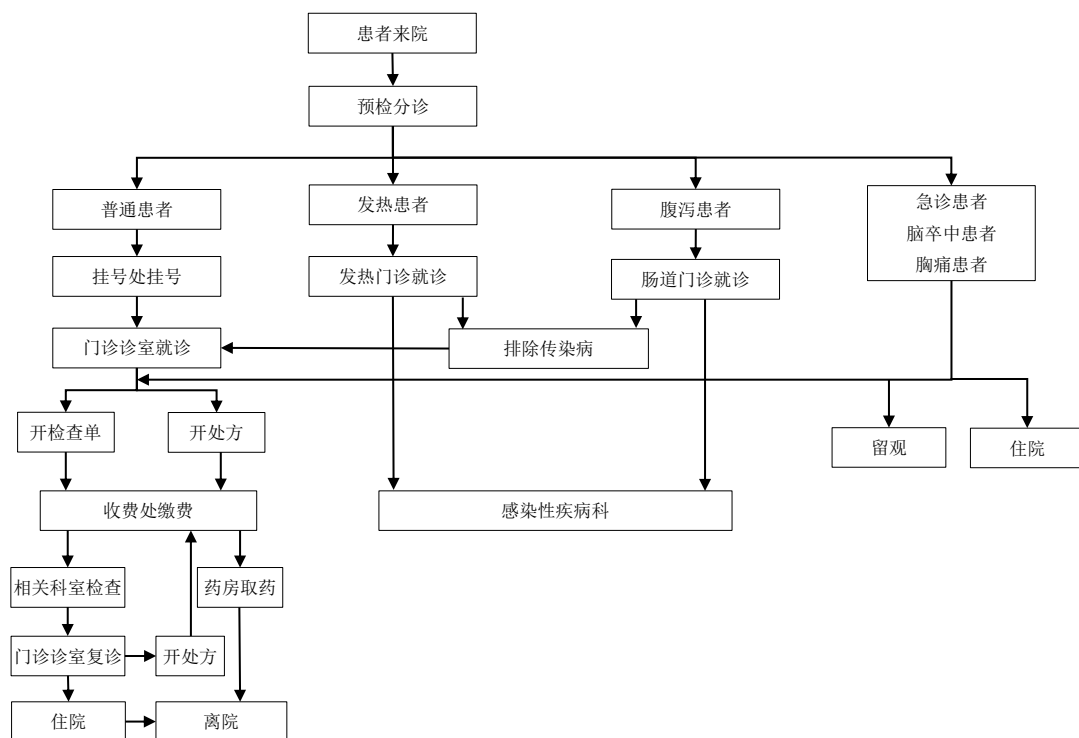 患者来院
预检分诊
普通患者
发热患者
腹泻患者
急诊患者
脑卒中患者
胸痛患者
挂号处挂号
发热门诊就诊
肠道门诊就诊
门诊诊室就诊
排除传染病
开检查单
开处方
留观
住院
收费处缴费
感染性疾病科
相关科室检查
药房取药
门诊诊室复诊
开处方
住院
离院